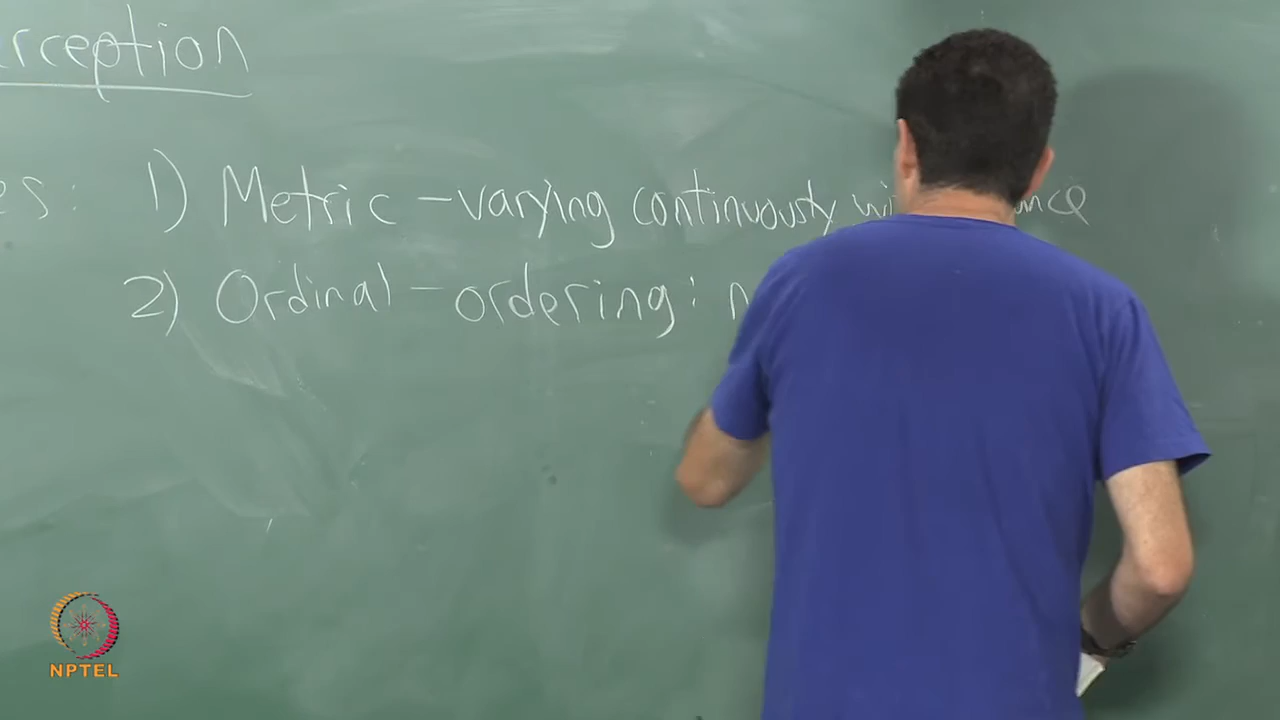 rception
es: 1) Metric - varying continuously
2) Ordinal - ordering:
NPTEL